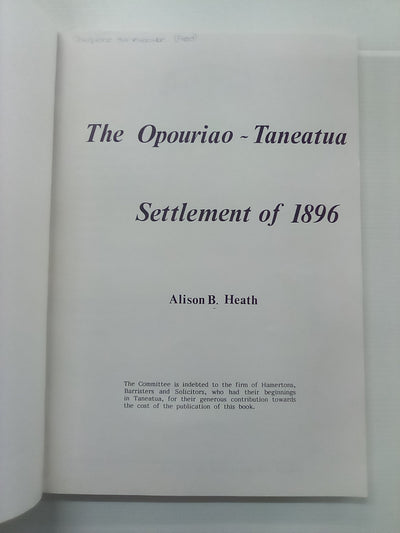 The Opouriao ~ Taneatua
Settlement of 1896
Alison B. Heath
The Committee is indebted to the firm of Hamertons,
Barristers and Solicitors, who had their beginnings
in Taneatua, for their generous contribution towards
the cost of the publication of this book.